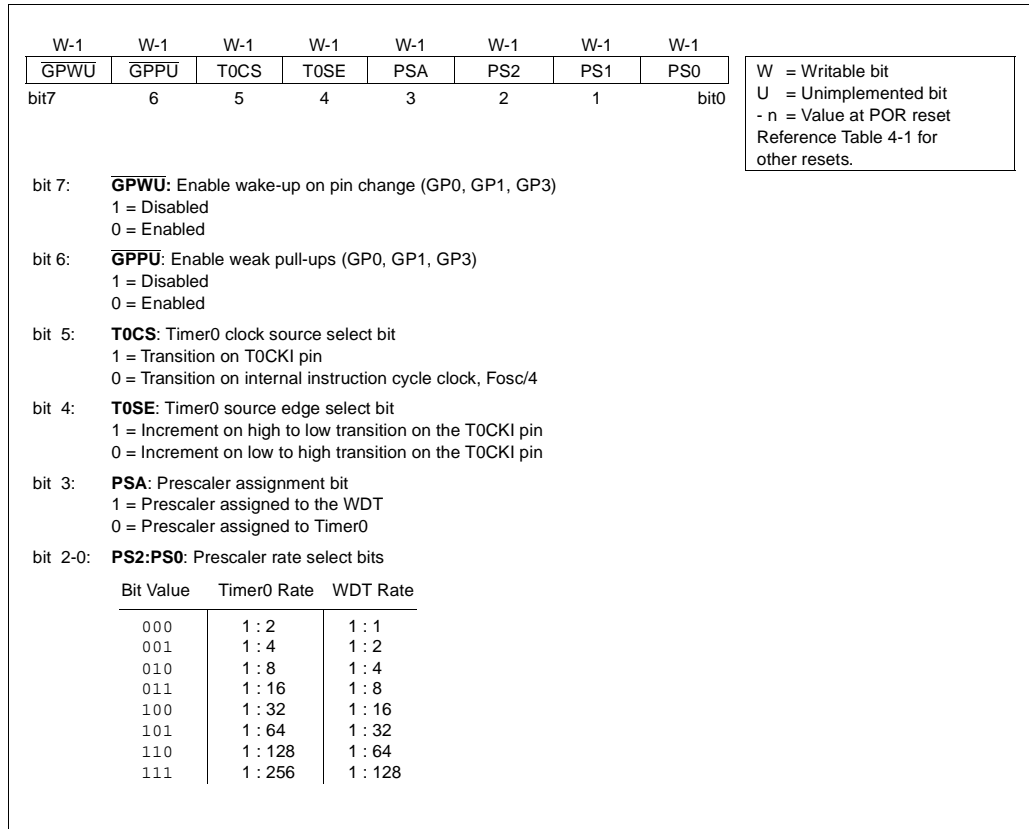 W-1 W-1 W-1 W-1 W-1 W-1 W-1 W-1
GPWU GPPU T0CS T0SE PSA PS2 PS1 PS0
bit7 6 5 4 3 2 1 bit0
W = Writable bit
U = Unimplemented bit
- n = Value at POR reset
Reference Table 4-1 for
other resets.
bit 7: GPWU: Enable wake-up on pin change (GP0, GP1, GP3)
1 = Disabled
0 = Enabled
bit 6: GPPU: Enable weak pull-ups (GP0, GP1, GP3)
1 = Disabled
0 = Enabled
bit 5: T0CS: Timer0 clock source select bit
1 = Transition on T0CKI pin
0 = Transition on internal instruction cycle clock, Fosc/4
bit 4: T0SE: Timer0 source edge select bit
1 = Increment on high to low transition on the T0CKI pin
0 = Increment on low to high transition on the T0CKI pin
bit 3: PSA: Prescaler assignment bit
1 = Prescaler assigned to the WDT
0 = Prescaler assigned to Timer0
bit 2-0: PS2:PS0: Prescaler rate select bits
Bit Value Timer0 Rate WDT Rate
000 1 : 2 1 : 1
001 1 : 4 1 : 2
010 1 : 8 1 : 4
011 1 : 16 1 : 8
100 1 : 32 1 : 16
101 1 : 64 1 : 32
110 1 : 128 1 : 64
111 1 : 256 1 : 128